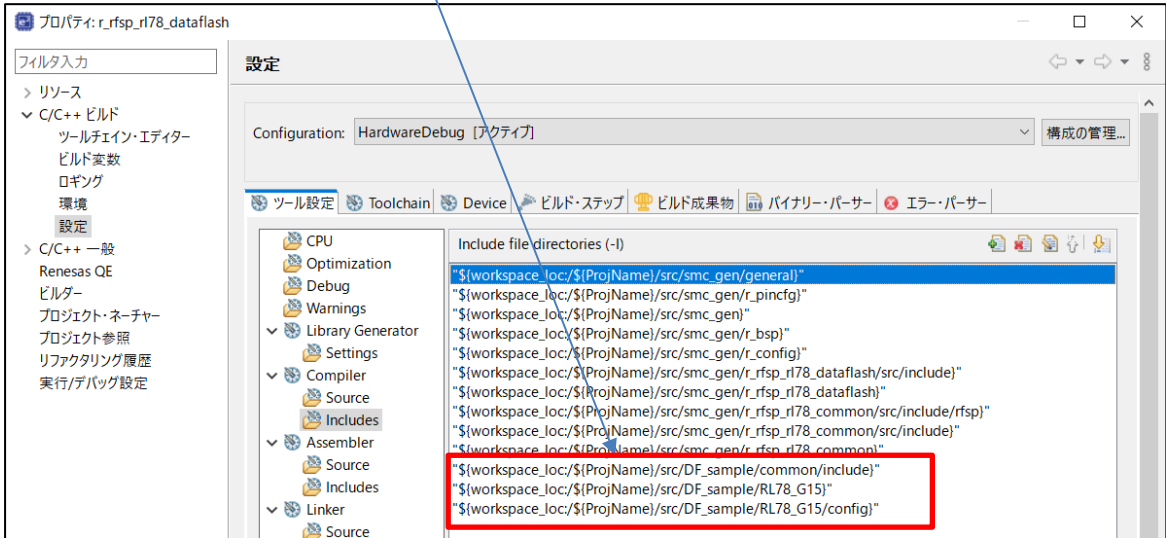 プロパティ: r_rfsp_rl78_dataflash
フィルタ入力
設定
リソース
C/C++ ビルド
ツールチェイン・エディター
ビルド変数
ロギング
環境
設定
C/C++ 一般
Renesas QE
ビルダー
プロジェクト・ネーチャー
プロジェクト参照
リファクタリング履歴
実行/デバッグ設定
Configuration: HardwareDebug [アクティブ] 構成の管理...
ツール設定 Toolchain Device ビルド・ステップ ビルド成果物 バイナリー・パーサー エラー・パーサー
CPU
Optimization
Debug
Warnings
Library Generator
Settings
Compiler
Source
Includes
Assembler
Source
Includes
Linker
Source
Include file directories (-I)
"${workspace_loc:/${ProjName}/src/smc_gen/general}"
"${workspace_loc:/${ProjName}/src/smc_gen/r_pincfg}"
"${workspace_loc:/${ProjName}/src/smc_gen}"
"${workspace_loc:/${ProjName}/src/smc_gen/r_bsp}"
"${workspace_loc:/${ProjName}/src/smc_gen/r_config}"
"${workspace_loc:/${ProjName}/src/smc_gen/r_rfsp_rl78_dataflash/src/include}"
"${workspace_loc:/${ProjName}/src/smc_gen/r_rfsp_rl78_dataflash}"
"${workspace_loc:/${ProjName}/src/smc_gen/r_rfsp_rl78_common/src/include/rfsp}"
"${workspace_loc:/${ProjName}/src/smc_gen/r_rfsp_rl78_common/src/include}"
"${workspace_loc:/${ProjName}/src/smc_gen/r_rfsp_rl78_common}"
"${workspace_loc:/${ProjName}/src/DF_sample/common/include}"
"${workspace_loc:/${ProjName}/src/DF_sample/RL78_G15}"
"${workspace_loc:/${ProjName}/src/DF_sample/RL78_G15/config}"